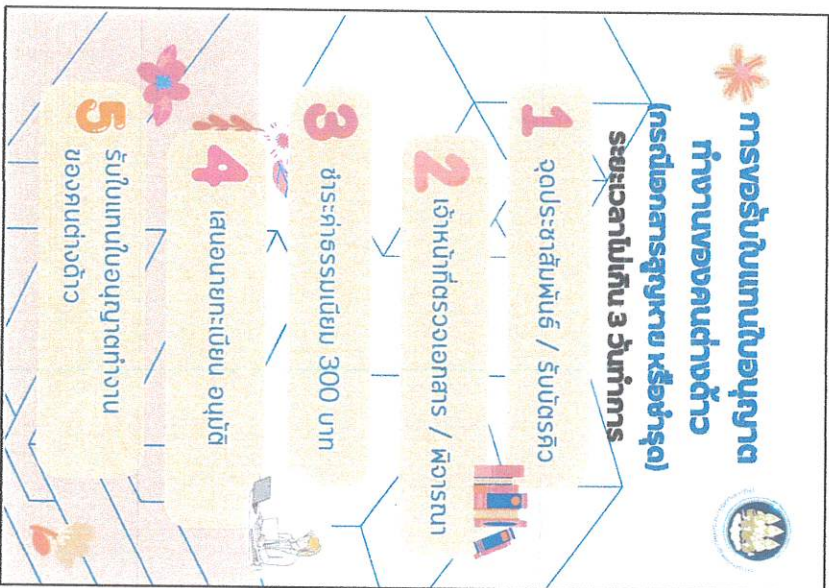 การขอรับใบแทนใบอนุญาต
ทำงานของคนต่างด้าว
(กรณีเอกสารสูญหาย หรือชำรุด)
ระยะเวลาไม่เกิน 3 วันทำการ
1 จุดประชาสัมพันธ์ / รับบัตรคิว
2 เจ้าหน้าที่ตรวจเอกสาร / พิจารณา
3 ชำระค่าธรรมเนียม 300 บาท
4 เสนอนายทะเบียน อนุมัติ
5 รับใบแทนใบอนุญาตทำงาน
ของคนต่างด้าว